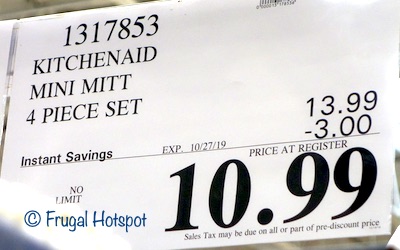 1317853
KITCHENAID
MINI MITT
4 PIECE SET
13.99
-3.00
Instant Savings
EXP. 10/27/19
PRICE AT REGISTER
10.99
NO
LIMIT
Sales Tax may be due on all or part of pre-discount price
© Frugal Hotspot